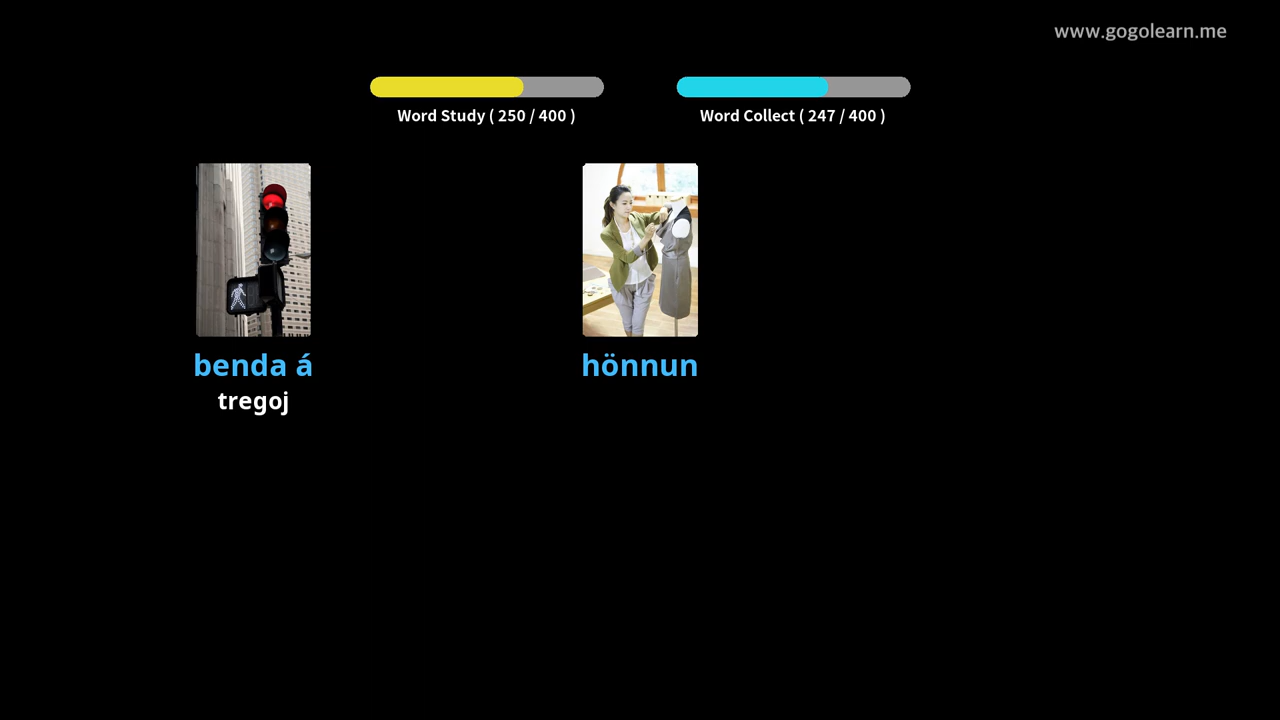 www.gogolearn.me
Word Study ( 250 / 400 )
Word Collect ( 247 / 400 )
benda á
tregoj
hönnun